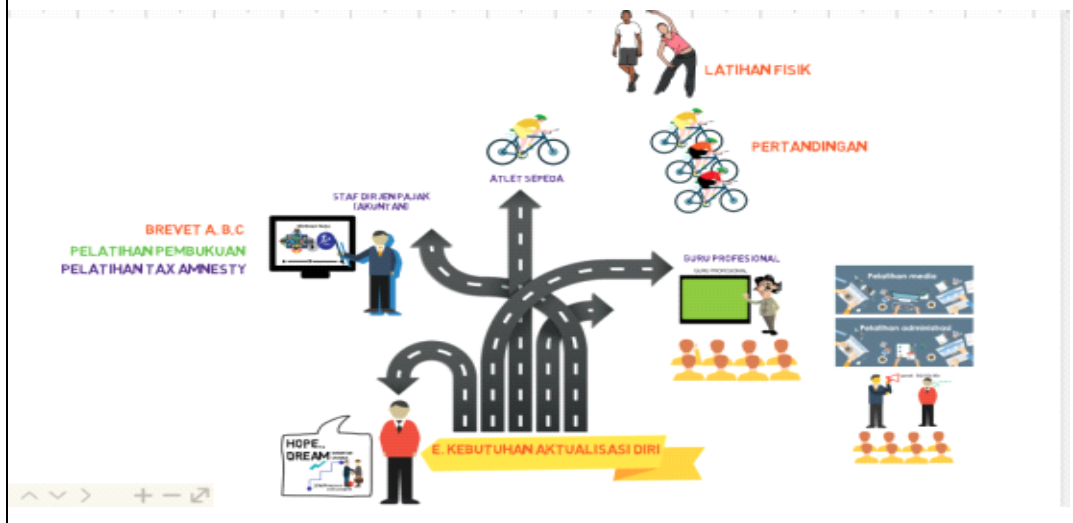 LATIHAN FISIK
PERTANDINGAN
ATLET SEPEDA
STAF DIRJEN PAJAK
(AKUNTAN)
BREVET A, B,C
PELATIHAN PEMBUKUAN
PELATIHAN TAX AMNESTY
GURU PROFESIONAL
GURU PROFESIONAL
Pelatihan media
Pelatihan administrasi
HOPE..
DREAM
E. KEBUTUHAN AKTUALISASI DIRI